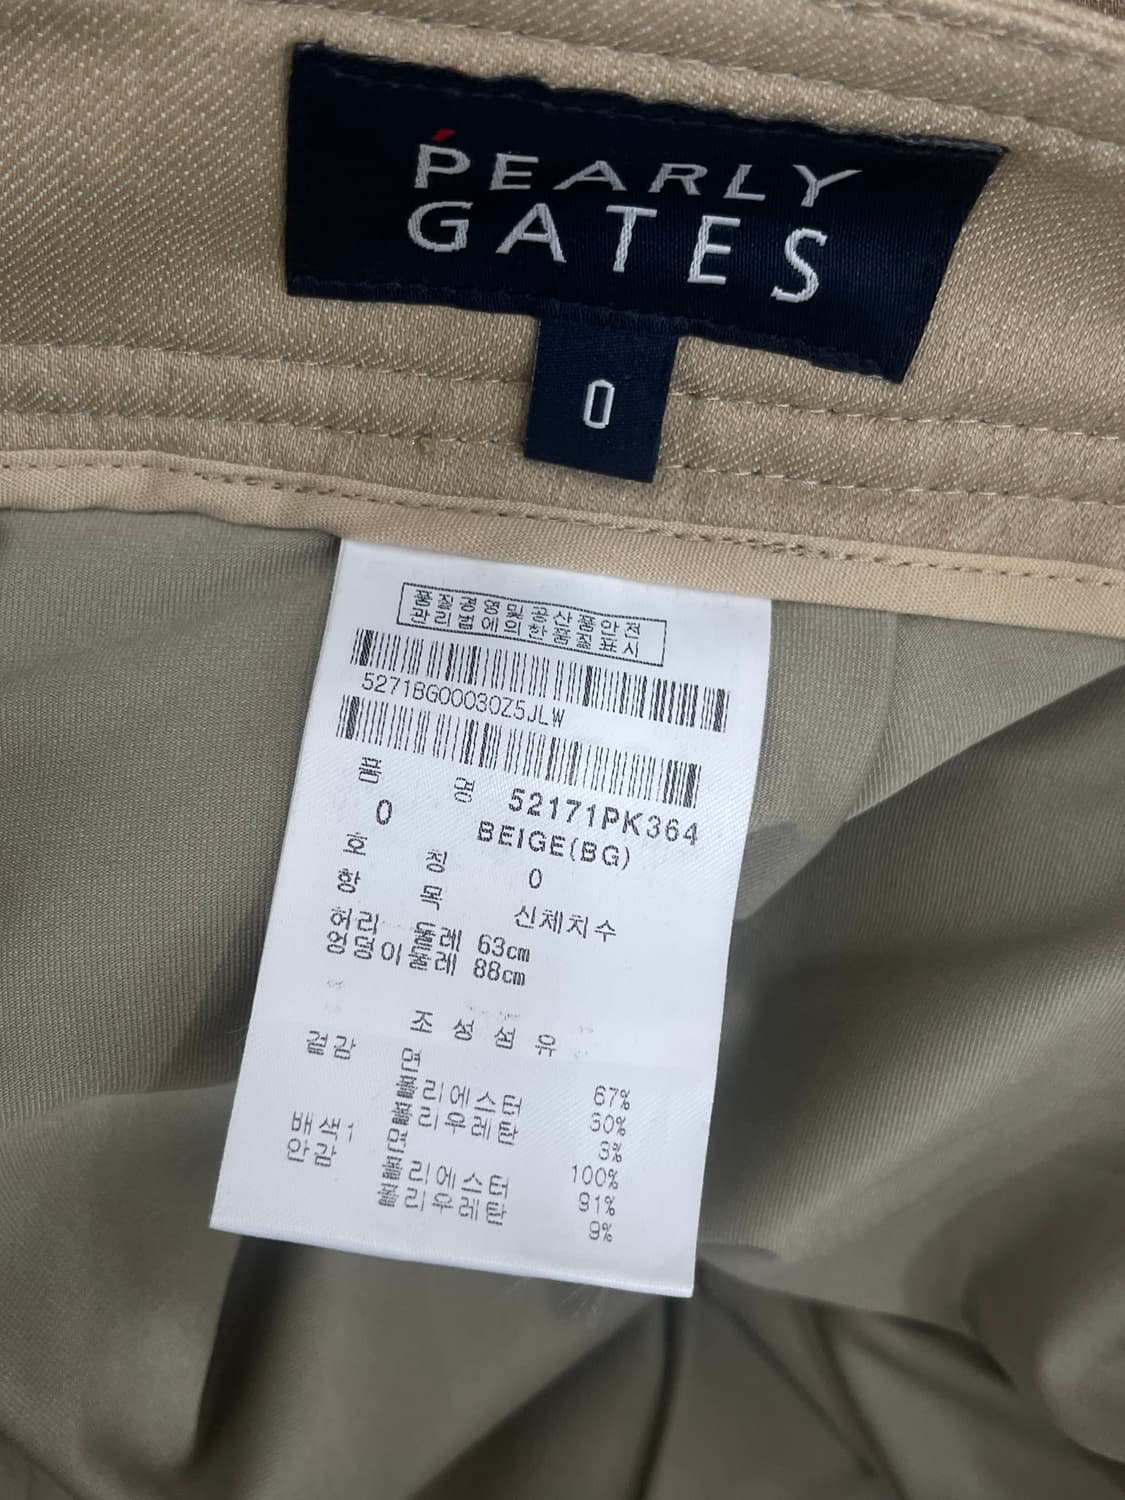 PEARLY
GATES
0
품질경영 및 공산품안전
관리법에 의한 품질표시
5271BG00030Z5JLW
품 명 52171PK364
0 BEIGE(BG)
호 칭 0
항 목 신체치수
허리 둘레 63cm
엉덩이 둘레 88cm
조 성 섬 유
겉감 면 67%
폴리에스터 30%
폴리우레탄 3%
배색1 면 100%
안감 폴리에스터 91%
폴리우레탄 9%